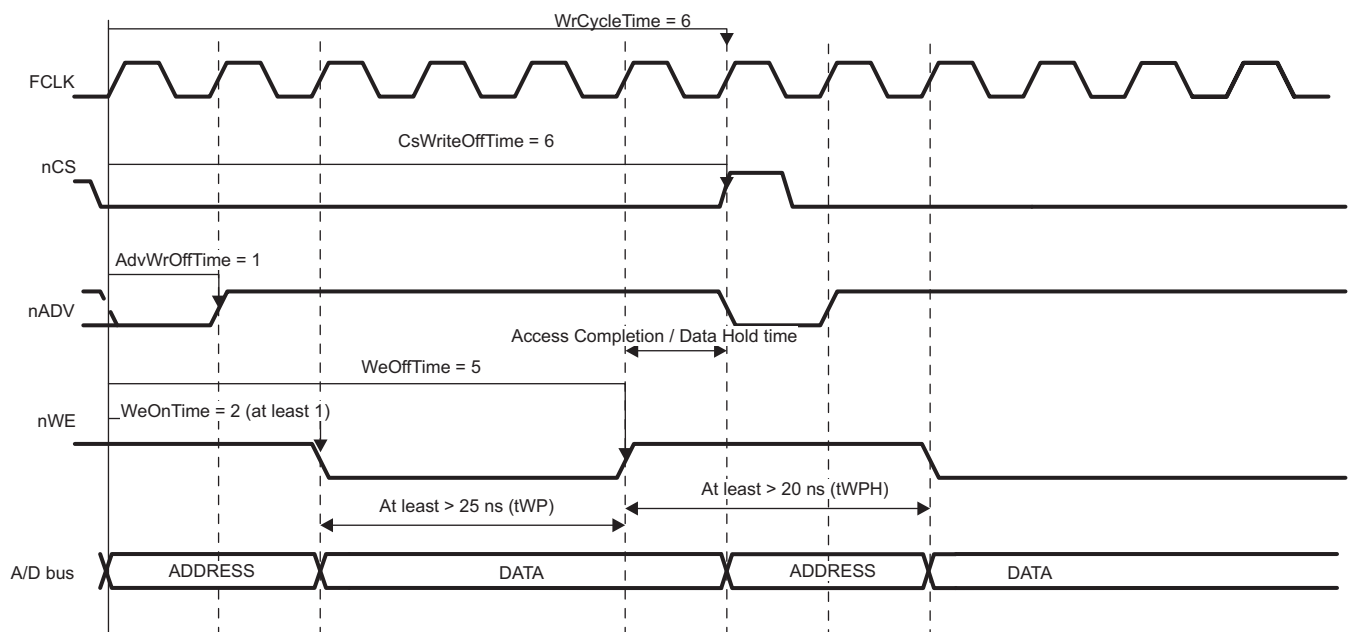 WrCycleTime = 6
FCLK
CsWriteOffTime = 6
nCS
AdvWrOffTime = 1
nADV
Access Completion / Data Hold time
WeOffTime = 5
WeOnTime = 2 (at least 1)
nWE
At least > 25 ns (tWP)
At least > 20 ns (tWPH)
A/D bus
ADDRESS
DATA
ADDRESS
DATA